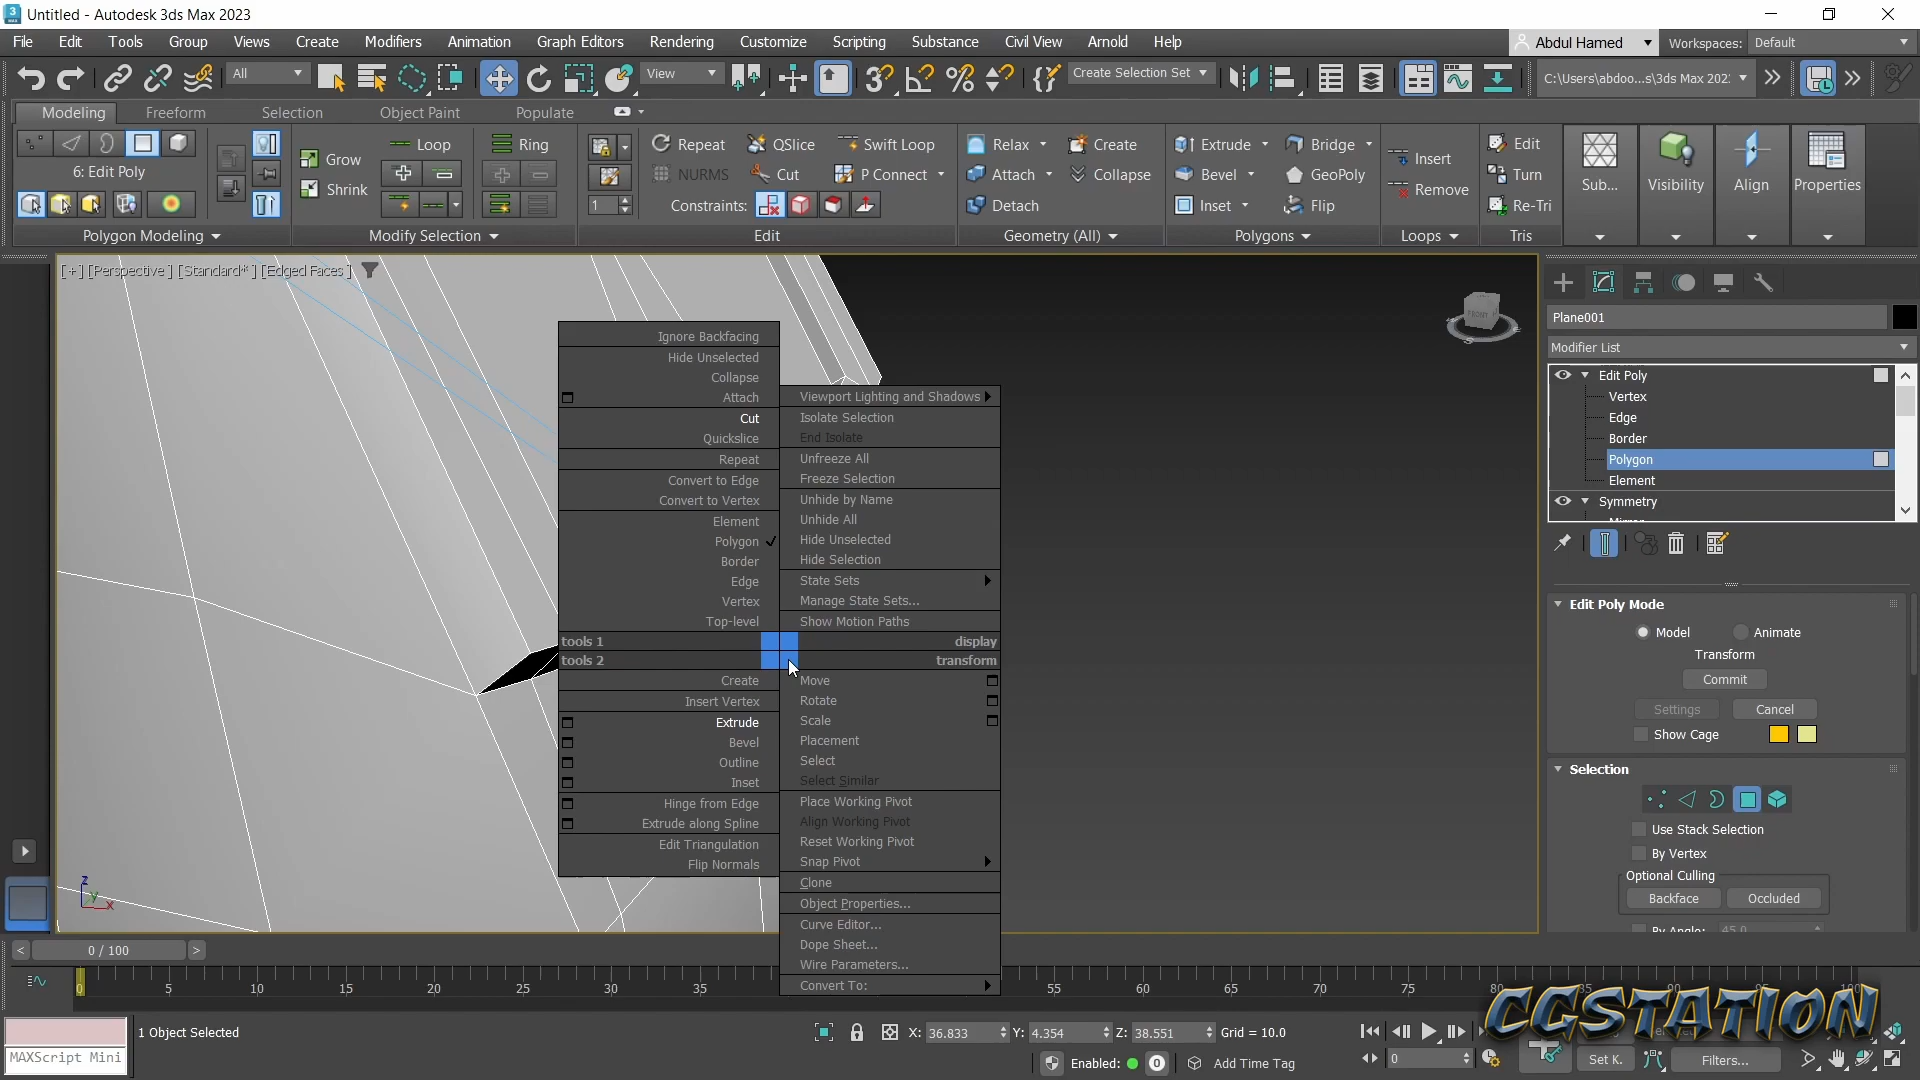 Untitled - Autodesk 3ds Max 2023
File Edit Tools Group Views Create Modifiers Animation Graph Editors Rendering Customize Scripting Substance Civil View Arnold Help
Abdul Hamed Workspaces: Default
All View Create Selection Set C:\Users\abdoo...s\3ds Max 202:
Modeling Freeform Selection Object Paint Populate
Loop Ring Repeat QSlice Swift Loop Relax Create Extrude Bridge Insert Edit
Grow NURMS Cut P Connect Attach Collapse Bevel GeoPoly Remove Turn
6: Edit Poly
Shrink 1 Constraints: Detach Inset Flip Re-Tri
Sub... Visibility Align Properties
Polygon Modeling Modify Selection Edit Geometry (All) Polygons Loops Tris
[+] [Perspective] [Standard*] [Edged Faces]
FRONT
Ignore Backfacing
Hide Unselected
Collapse
Attach
Cut
Quickslice
Repeat
Convert to Edge
Convert to Vertex
Element
Polygon
Border
Edge
Vertex
Top-level
tools 1
tools 2
Create
Insert Vertex
Extrude
Bevel
Outline
Inset
Hinge from Edge
Extrude along Spline
Edit Triangulation
Flip Normals
Viewport Lighting and Shadows
Isolate Selection
End Isolate
Unfreeze All
Freeze Selection
Unhide by Name
Unhide All
Hide Unselected
Hide Selection
State Sets
Manage State Sets...
Show Motion Paths
display
transform
Move
Rotate
Scale
Placement
Select
Select Similar
Place Working Pivot
Align Working Pivot
Reset Working Pivot
Snap Pivot
Clone
Object Properties...
Curve Editor...
Dope Sheet...
Wire Parameters...
Convert To:
Plane001
Modifier List
Edit Poly
Vertex
Edge
Border
Polygon
Element
Symmetry
Mirror
Edit Poly Mode
Model Animate
Transform
Commit
Settings Cancel
Show Cage
Selection
Use Stack Selection
By Vertex
Optional Culling
Backface Occluded
By Angle: 45.0
z
y
x
< 0 / 100 >
0 5 10 15 20 25 30 35 55 60 65 70 75 80
1 Object Selected
X: 36.833 Y: 4.354 Z: 38.551 Grid = 10.0
MAXScript Mini
Enabled: 0 Add Time Tag
0 Set K. Filters...
CGSTATION